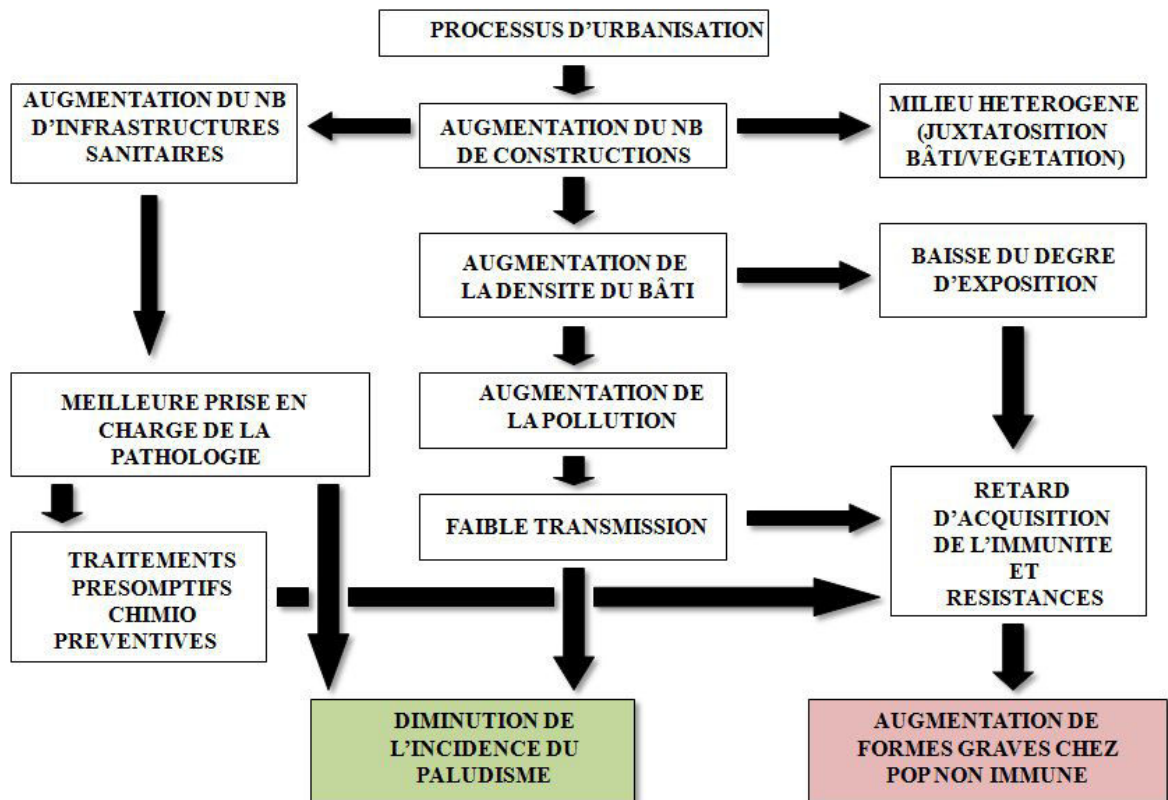 PROCESSUS D'URBANISATION
AUGMENTATION DU NB
D'INFRASTRUCTURES
SANITAIRES
AUGMENTATION DU NB
DE CONSTRUCTIONS
MILIEU HETEROGENE
(JUXTATOSITION
BÂTI/VEGETATION)
AUGMENTATION DE
LA DENSITE DU BÂTI
BAISSE DU DEGRE
D'EXPOSITION
MEILLEURE PRISE EN
CHARGE DE LA
PATHOLOGIE
AUGMENTATION DE
LA POLLUTION
FAIBLE TRANSMISSION
RETARD
D'ACQUISITION
DE L'IMMUNITE
ET
RESISTANCES
TRAITEMENTS
PRESOMPTIFS
CHIMIO
PREVENTIVES
DIMINUTION DE
L'INCIDENCE DU
PALUDISME
AUGMENTATION DE
FORMES GRAVES CHEZ
POP NON IMMUNE